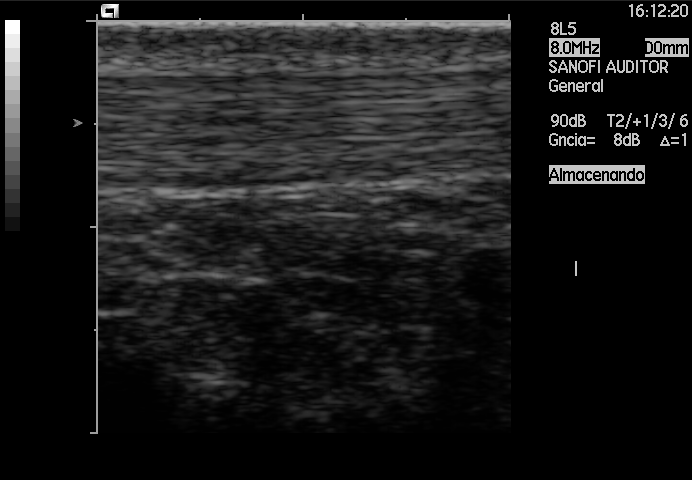 16:12:20
8L5
8.0MHz 00mm
SANOFI AUDITOR
General
90dB T2/+1/3/ 6
Gncia= 8dB Δ=1
Almacenando